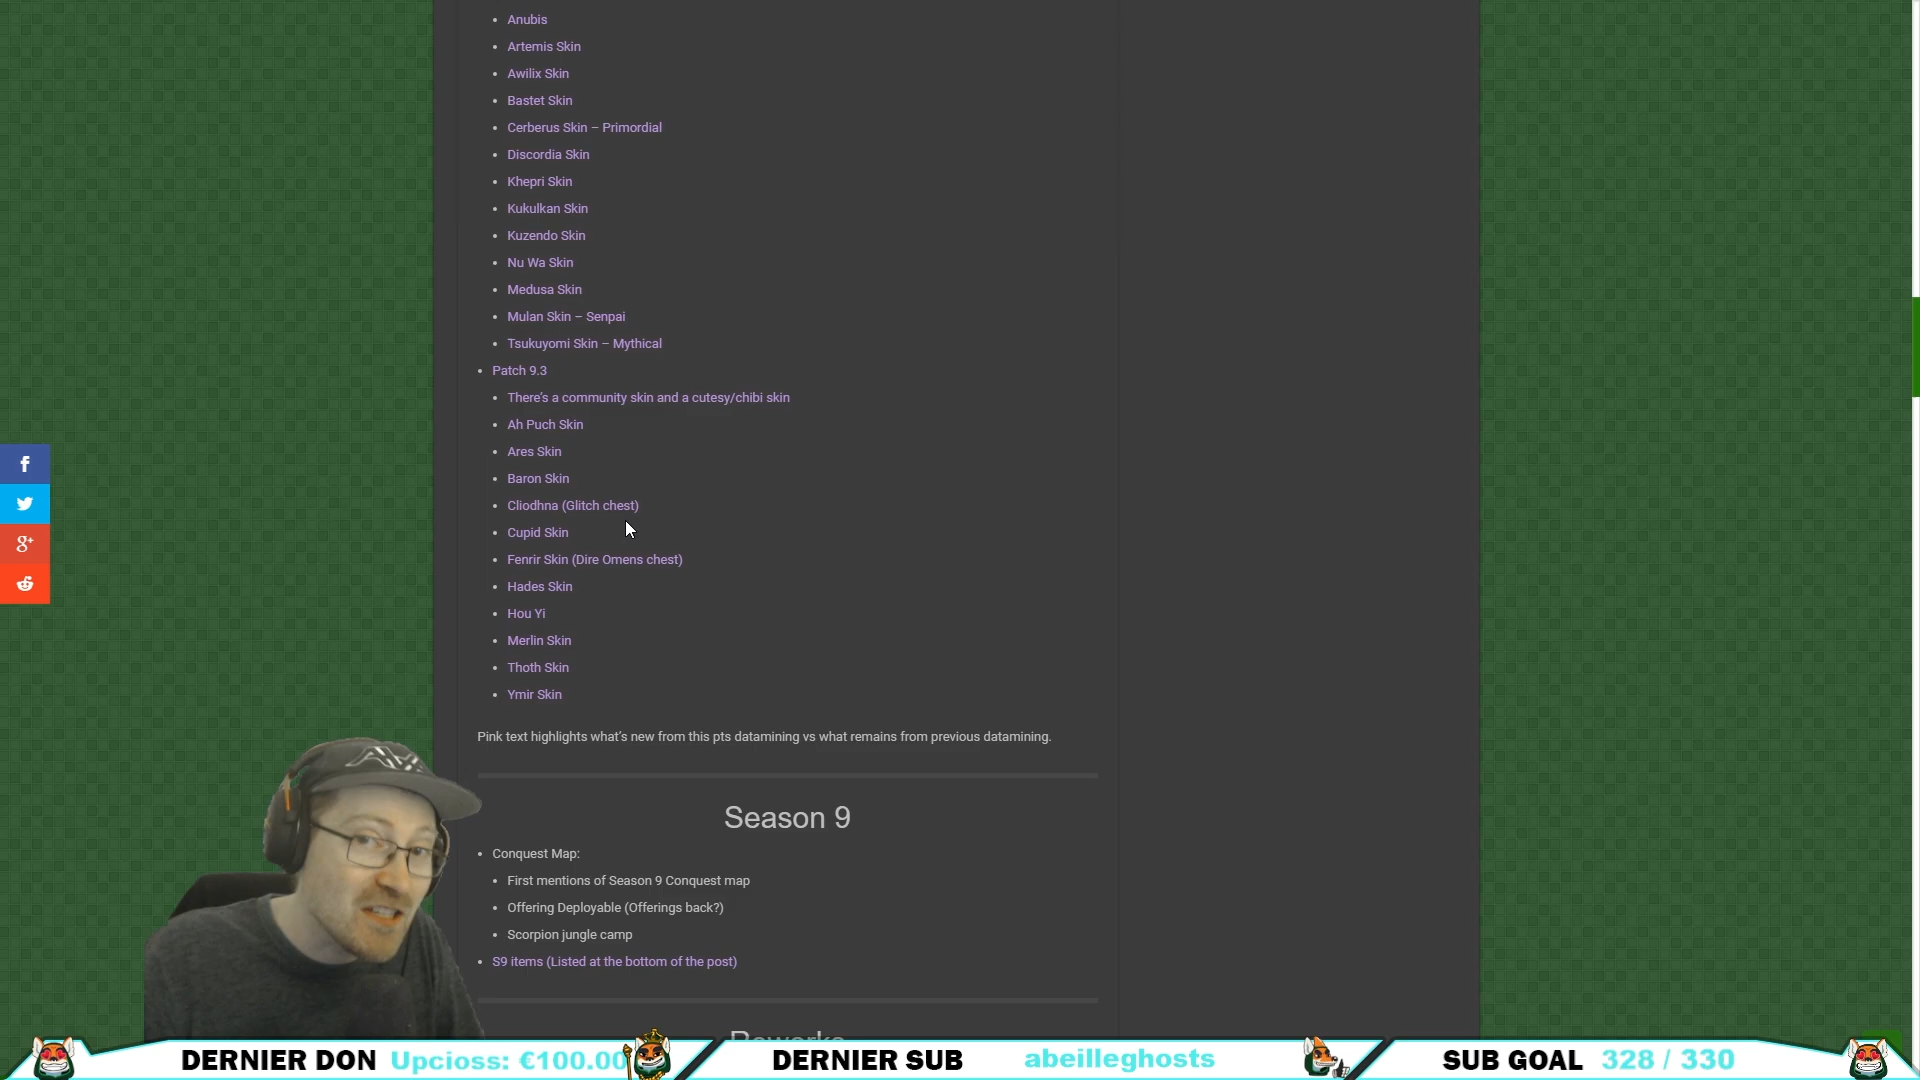 Anubis
Artemis Skin
Awilix Skin
Bastet Skin
Cerberus Skin – Primordial
Discordia Skin
Khepri Skin
Kukulkan Skin
Kuzendo Skin
Nu Wa Skin
Medusa Skin
Mulan Skin – Senpai
Tsukuyomi Skin – Mythical
Patch 9.3
There's a community skin and a cutesy/chibi skin
Ah Puch Skin
Ares Skin
Baron Skin
Cliodhna (Glitch chest)
Cupid Skin
Fenrir Skin (Dire Omens chest)
Hades Skin
Hou Yi
Merlin Skin
Thoth Skin
Ymir Skin
Pink text highlights what's new from this pts datamining vs what remains from previous datamining.
Season 9
Conquest Map:
First mentions of Season 9 Conquest map
Offering Deployable (Offerings back?)
Scorpion jungle camp
S9 items (Listed at the bottom of the post)
Reworks
DERNIER DON Upcioss: €100.00
DERNIER SUB abeilleghosts
SUB GOAL 328 / 330